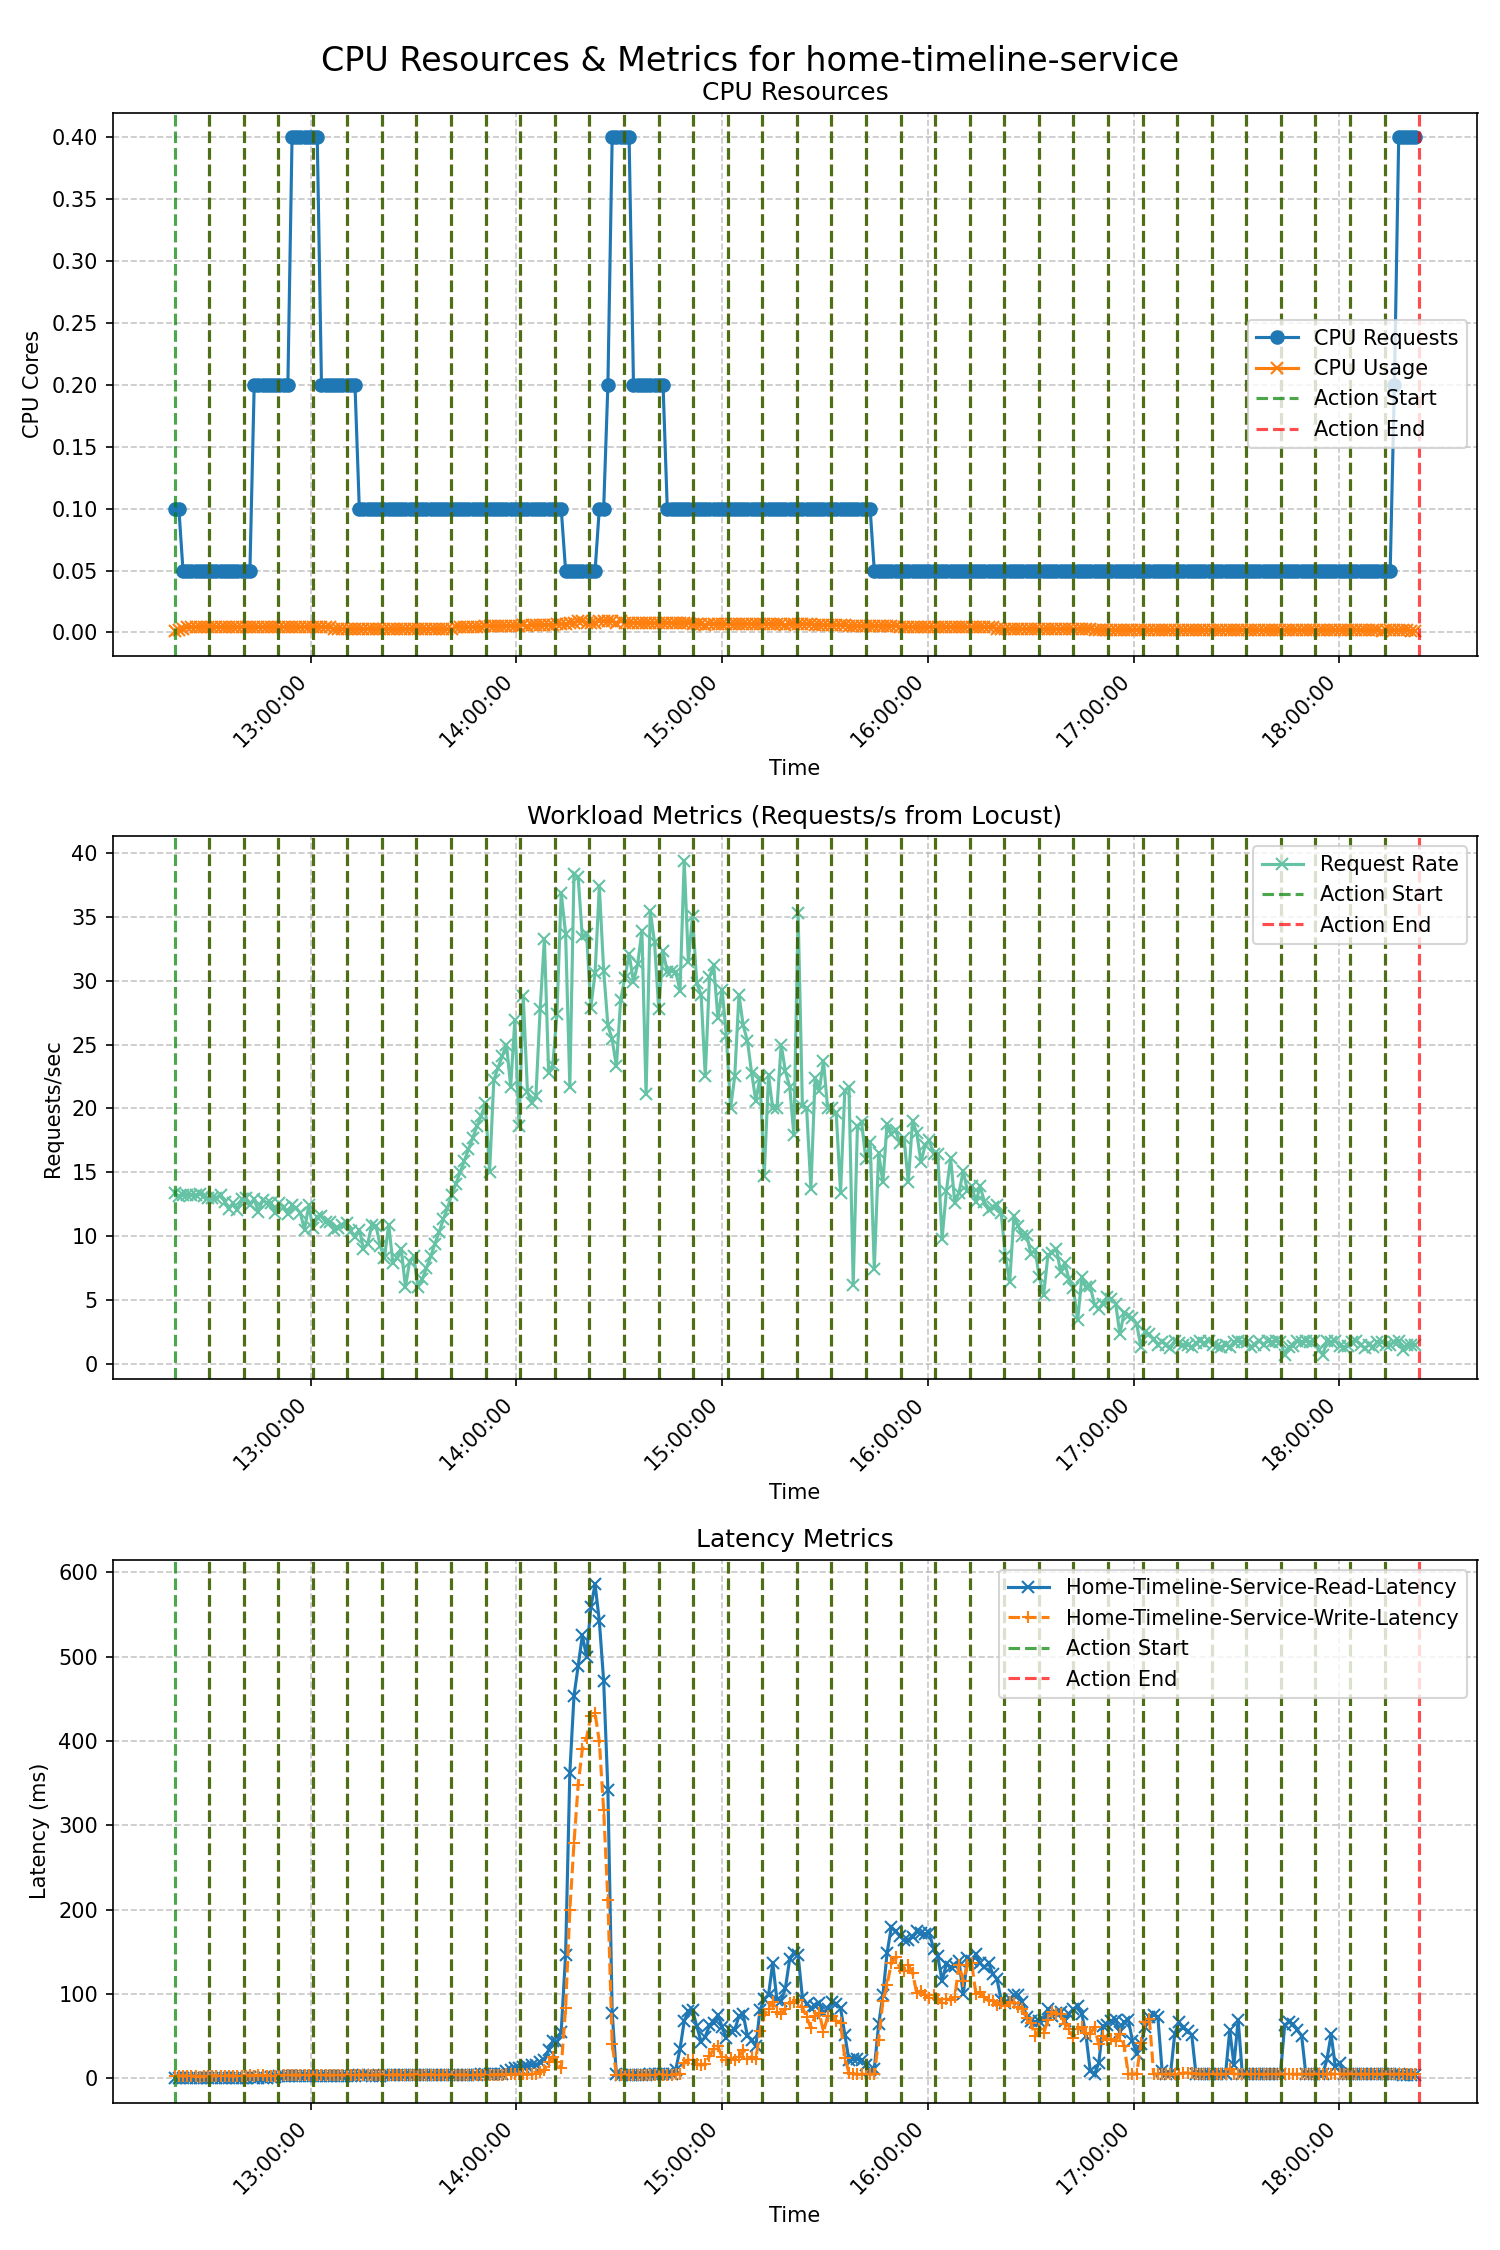 CPU Resources & Metrics for home-timeline-service
CPU Resources
0.40
0.35
0.30
0.25
0.20
0.15
0.10
0.05
0.00
CPU Cores
CPU Requests
CPU Usage
Action Start
Action End
13:00:00
14:00:00
15:00:00
16:00:00
17:00:00
18:00:00
Time
Workload Metrics (Requests/s from Locust)
40
35
30
25
20
15
10
5
0
Requests/sec
Request Rate
Action Start
Action End
13:00:00
14:00:00
15:00:00
16:00:00
17:00:00
18:00:00
Time
Latency Metrics
600
500
400
300
200
100
0
Latency (ms)
Home-Timeline-Service-Read-Latency
Home-Timeline-Service-Write-Latency
Action Start
Action End
13:00:00
14:00:00
15:00:00
16:00:00
17:00:00
18:00:00
Time